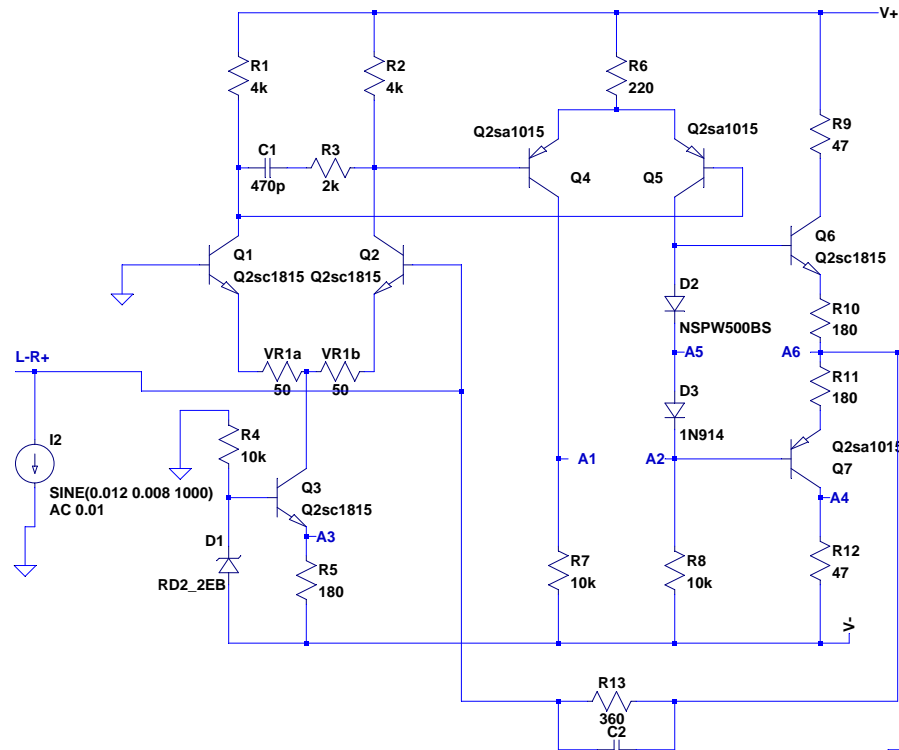 V+
R1
4k
R2
4k
R6
220
R9
47
Q2sa1015
Q2sa1015
C1
470p
R3
2k
Q4
Q5
Q1
Q2sc1815
Q2
Q2sc1815
Q6
Q2sc1815
D2
NSPW500BS
R10
180
L-R+
VR1a
50
VR1b
50
A5
A6
R11
180
D3
1N914
I2
SINE(0.012 0.008 1000)
AC 0.01
R4
10k
Q3
Q2sc1815
A1
A2
Q2sa1015
Q7
A4
A3
D1
RD2_2EB
R5
180
R7
10k
R8
10k
R12
47
V-
R13
360
C2